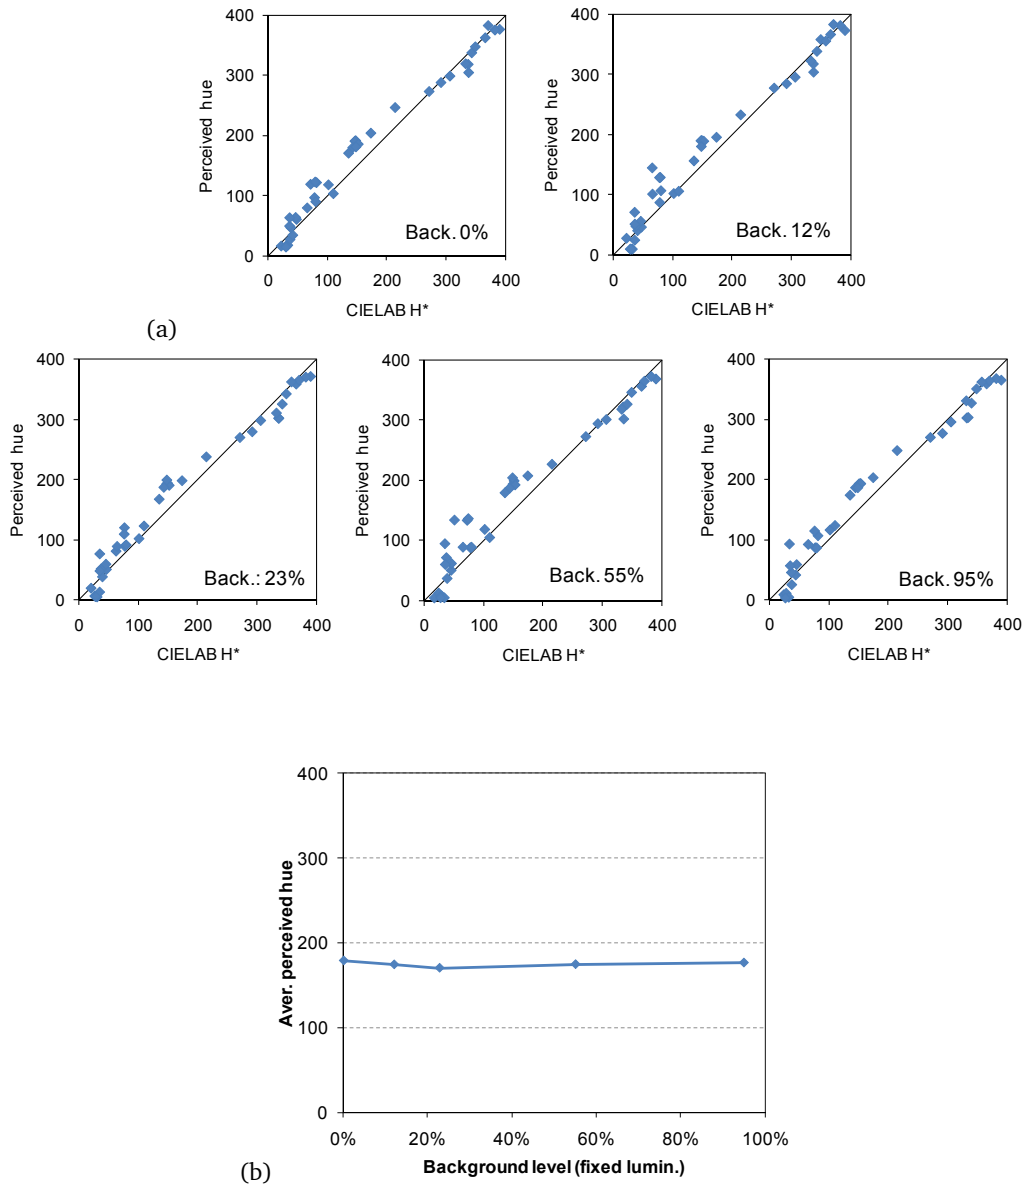 400
300
200
100
0
Perceived hue
Back. 0%
0 100 200 300 400
CIELAB H*
400
300
200
100
0
Perceived hue
Back. 12%
0 100 200 300 400
CIELAB H*
(a)
400
300
200
100
0
Perceived hue
Back.: 23%
0 100 200 300 400
CIELAB H*
400
300
200
100
0
Perceived hue
Back. 55%
0 100 200 300 400
CIELAB H*
400
300
200
100
0
Perceived hue
Back. 95%
0 100 200 300 400
CIELAB H*
400
300
200
100
0
Aver. perceived hue
0% 20% 40% 60% 80% 100%
Background level (fixed lumin.)
(b)